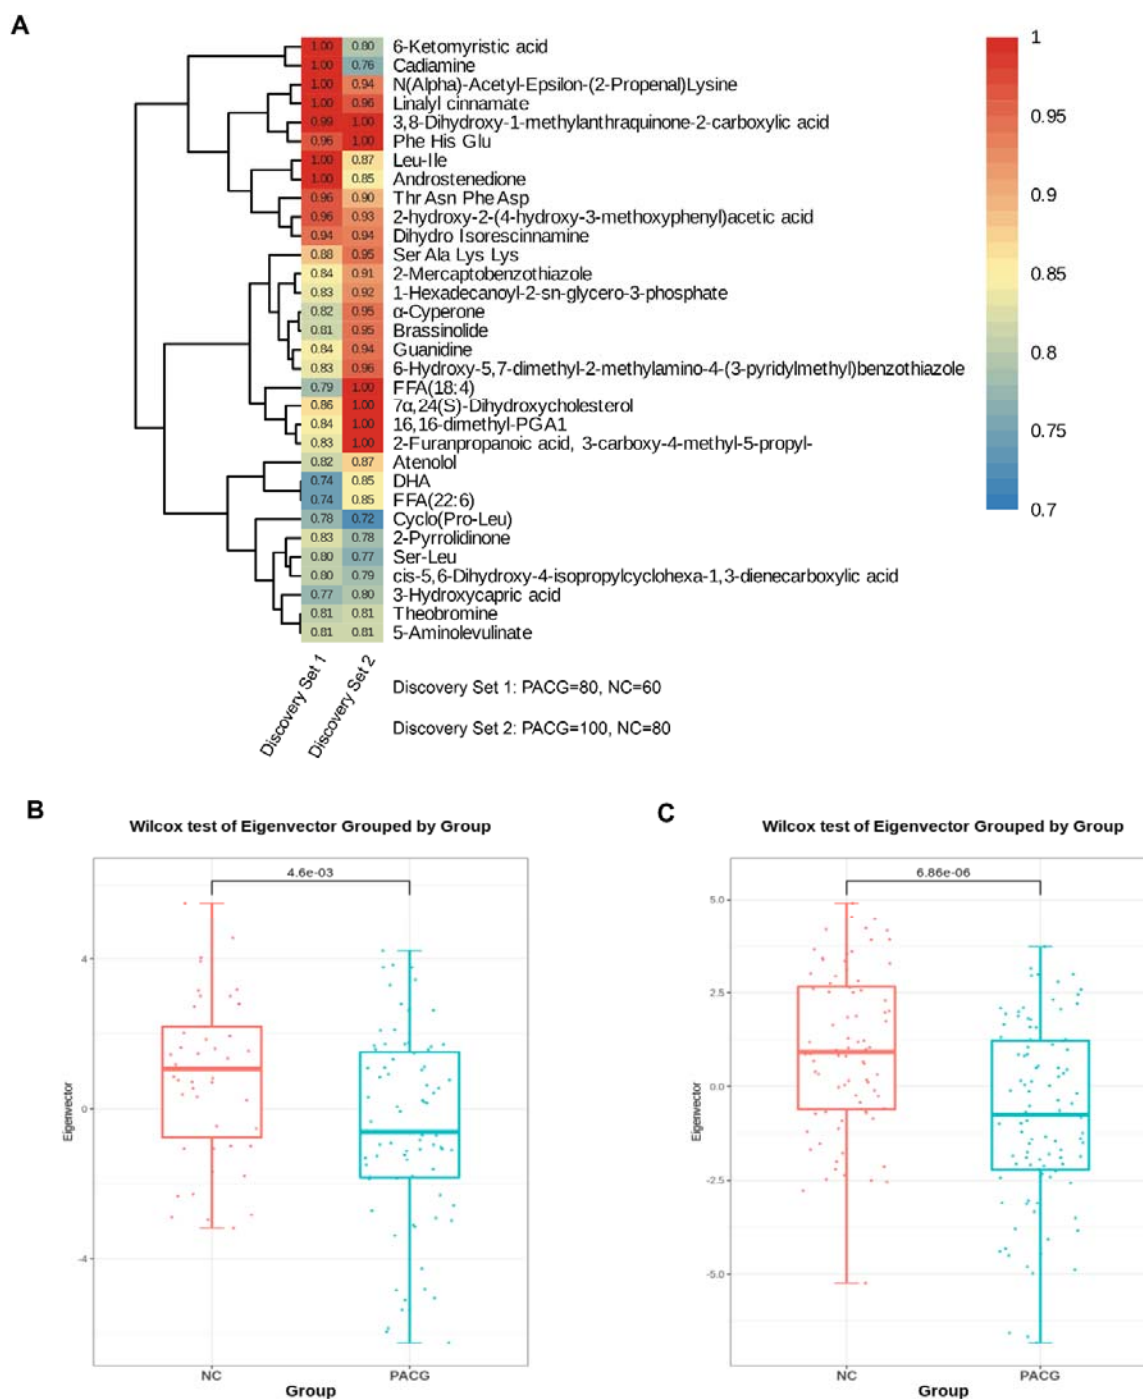 A
1.00 0.80 6-Ketomyristic acid
1.00 0.76 Cadiamine
1.00 0.94 N(Alpha)-Acetyl-Epsilon-(2-Propenal)Lysine
1.00 0.96 Linalyl cinnamate
0.99 1.00 3,8-Dihydroxy-1-methylanthraquinone-2-carboxylic acid
0.96 1.00 Phe His Glu
1.00 0.87 Leu-Ile
1.00 0.85 Androstenedione
0.96 0.90 Thr Asn Phe Asp
0.96 0.93 2-hydroxy-2-(4-hydroxy-3-methoxyphenyl)acetic acid
0.94 0.94 Dihydro Isorescinnamine
0.88 0.95 Ser Ala Lys Lys
0.84 0.91 2-Mercaptobenzothiazole
0.83 0.92 1-Hexadecanoyl-2-sn-glycero-3-phosphate
0.82 0.95 α-Cyperone
0.81 0.95 Brassinolide
0.84 0.94 Guanidine
0.83 0.96 6-Hydroxy-5,7-dimethyl-2-methylamino-4-(3-pyridylmethyl)benzothiazole
0.79 1.00 FFA(18:4)
0.86 1.00 7α,24(S)-Dihydroxycholesterol
0.84 1.00 16,16-dimethyl-PGA1
0.83 1.00 2-Furanpropanoic acid, 3-carboxy-4-methyl-5-propyl-
0.82 0.87 Atenolol
0.74 0.85 DHA
0.74 0.85 FFA(22:6)
0.78 0.72 Cyclo(Pro-Leu)
0.83 0.78 2-Pyrrolidinone
0.80 0.77 Ser-Leu
0.80 0.79 cis-5,6-Dihydroxy-4-isopropylcyclohexa-1,3-dienecarboxylic acid
0.77 0.80 3-Hydroxycapric acid
0.81 0.81 Theobromine
0.81 0.81 5-Aminolevulinate
1
0.95
0.9
0.85
0.8
0.75
0.7
Discovery Set 1
Discovery Set 2
Discovery Set 1: PACG=80, NC=60
Discovery Set 2: PACG=100, NC=80
B
Wilcox test of Eigenvector Grouped by Group
4.6e-03
4
0
-4
Eigenvector
NC PACG
Group
C
Wilcox test of Eigenvector Grouped by Group
6.86e-06
5.0
2.5
0.0
-2.5
-5.0
Eigenvector
NC PACG
Group